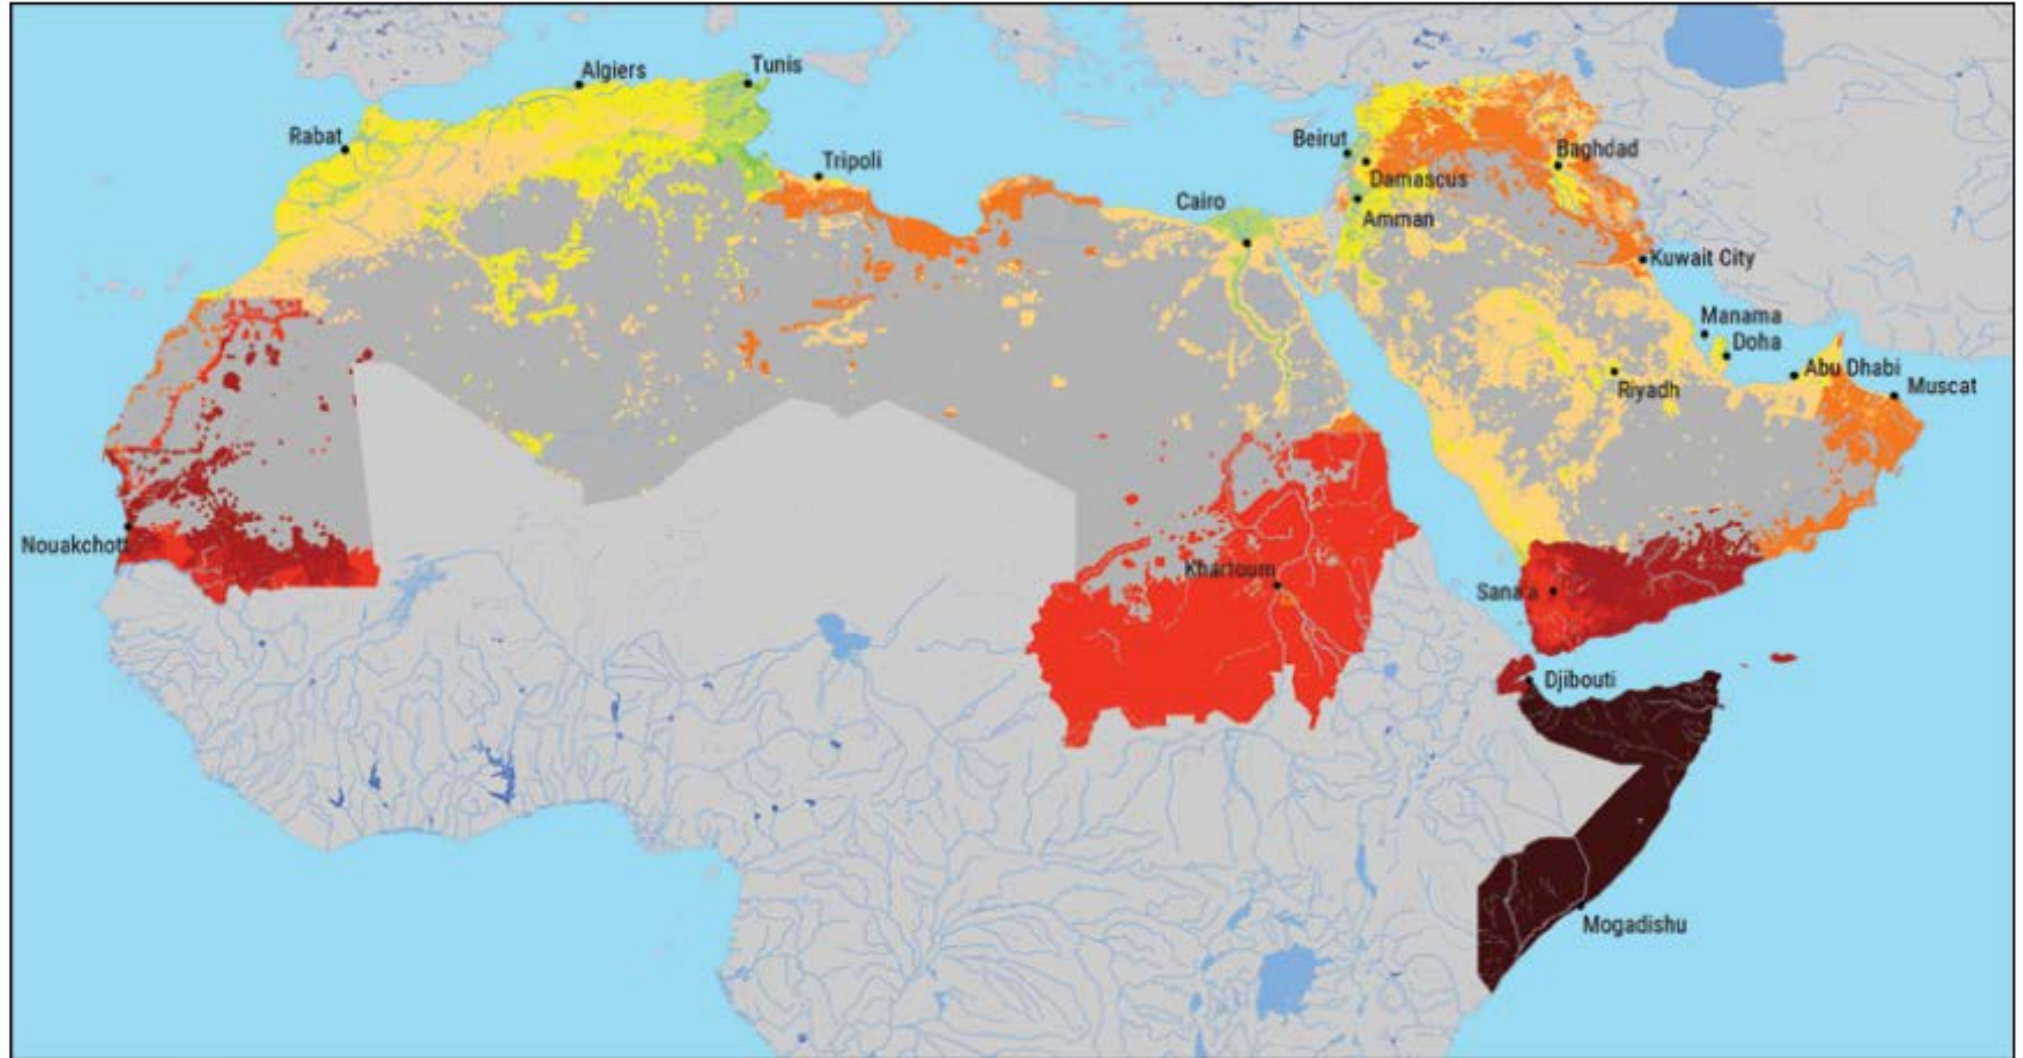 Algiers
Tunis
Rabat
Tripoli
Beirut
Baghdad
Damascus
Cairo
Amman
Kuwait City
Manama
Doha
Abu Dhabi
Riyadh
Muscat
Nouakchott
Khartoum
Sana'a
Djibouti
Mogadishu